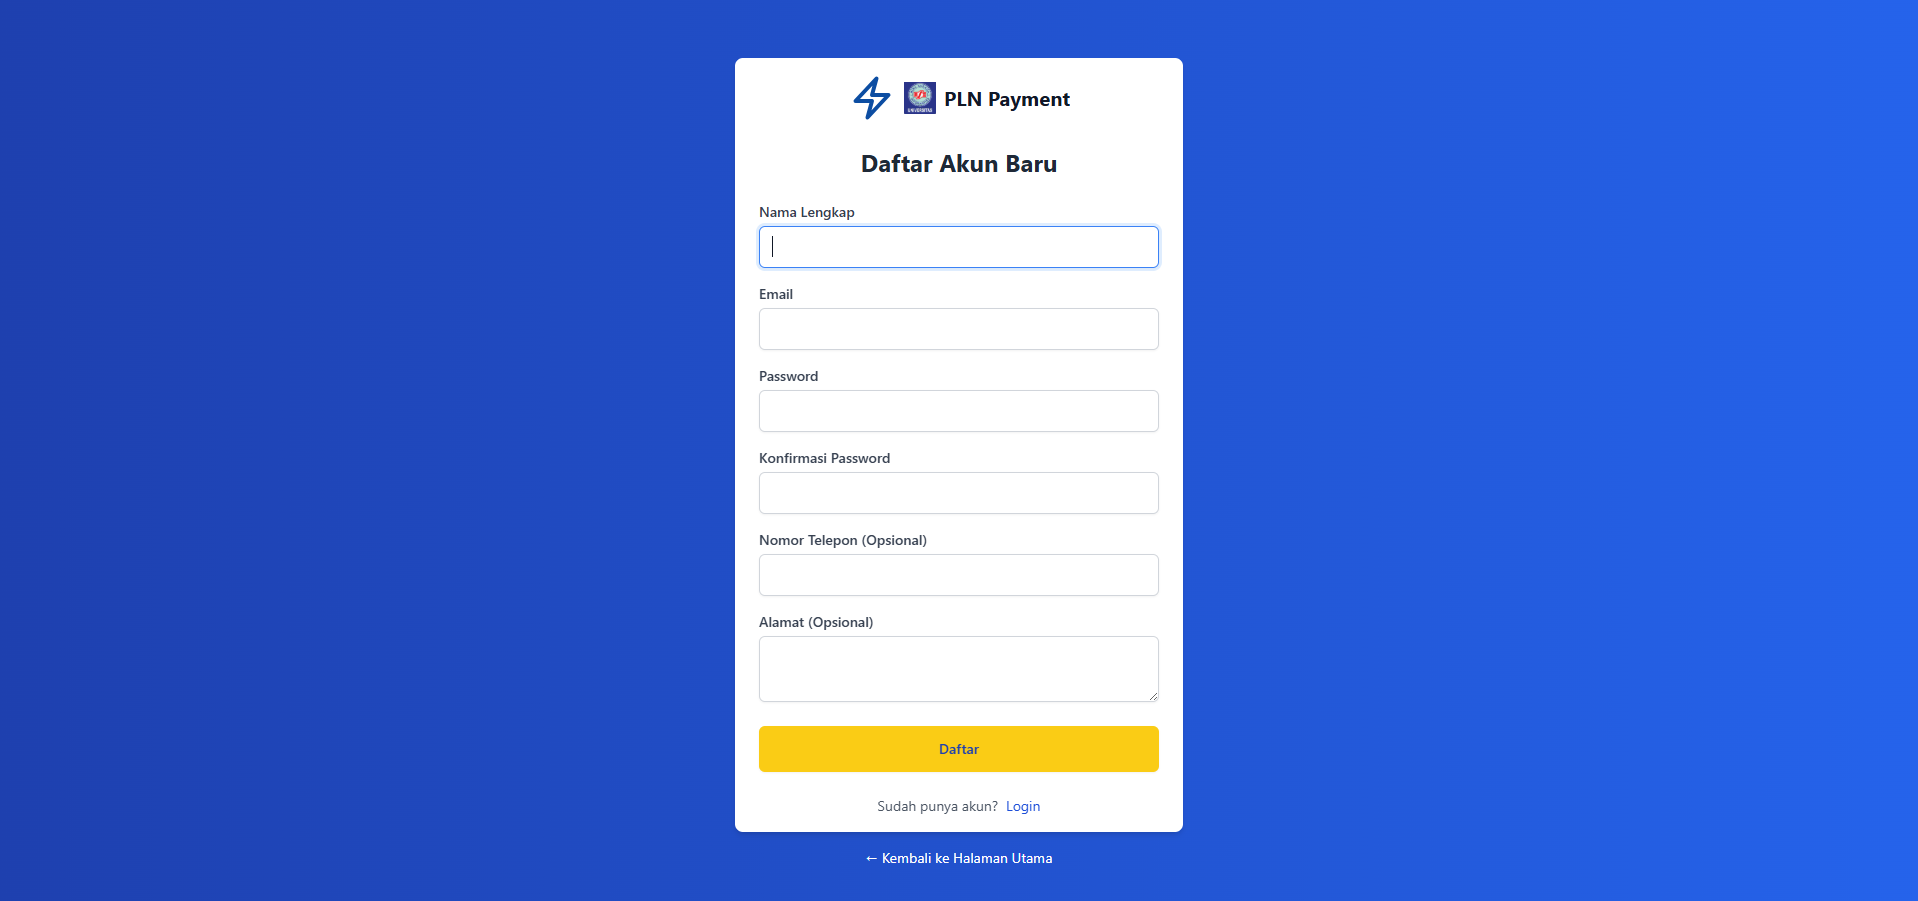 PLN Payment
Daftar Akun Baru
Nama Lengkap
Email
Password
Konfirmasi Password
Nomor Telepon (Opsional)
Alamat (Opsional)
Daftar
Sudah punya akun? Login
← Kembali ke Halaman Utama